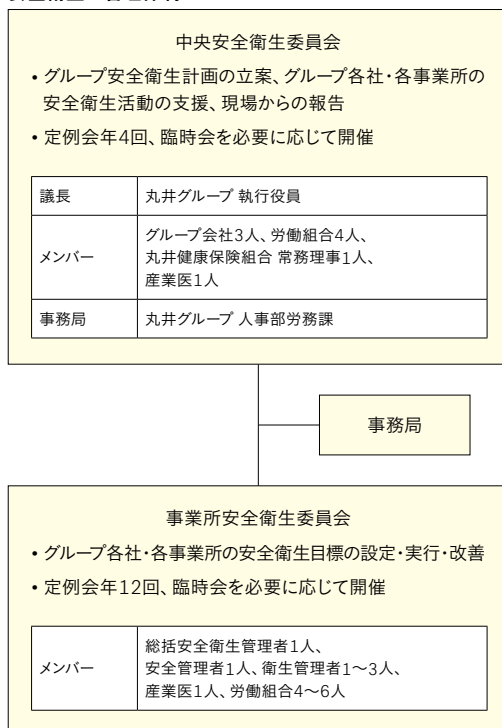 中央安全衛生委員会
• グループ安全衛生計画の立案、グループ各社・各事業所の
安全衛生活動の支援、現場からの報告
• 定例会年4回、臨時会を必要に応じて開催
議長
丸井グループ 執行役員
メンバー
グループ会社3人、労働組合4人、
丸井健康保険組合 常務理事1人、
産業医1人
事務局
丸井グループ 人事部労務課
事務局
事業所安全衛生委員会
• グループ各社・各事業所の安全衛生目標の設定・実行・改善
• 定例会年12回、臨時会を必要に応じて開催
メンバー
総括安全衛生管理者1人、
安全管理者1人、衛生管理者1～3人、
産業医1人、労働組合4～6人